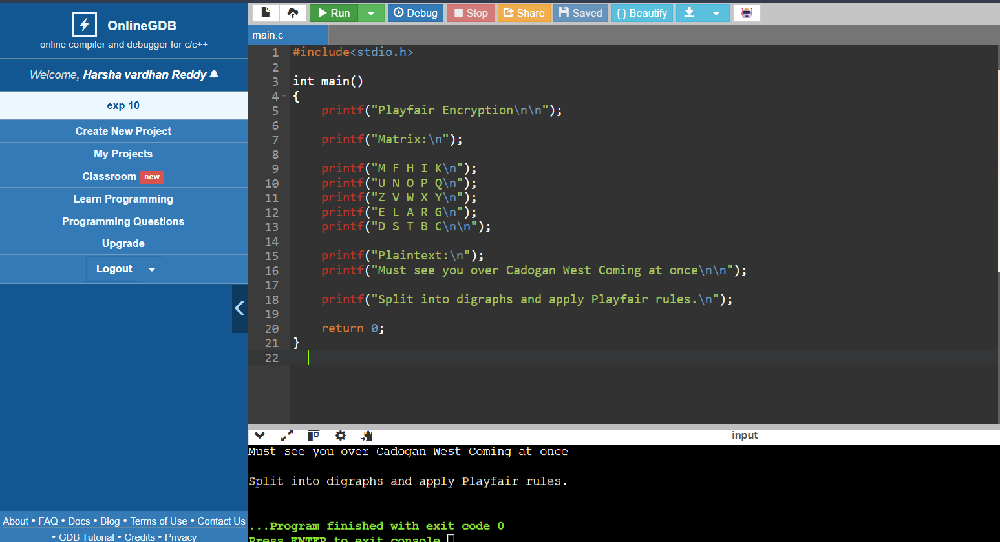 OnlineGDB
online compiler and debugger for c/c++
Welcome, Harsha vardhan Reddy
exp 10
Create New Project
My Projects
Classroom new
Learn Programming
Programming Questions
Upgrade
Logout
About • FAQ • Docs • Blog • Terms of Use • Contact Us
• GDB Tutorial • Credits • Privacy
Run Debug Stop Share Saved {} Beautify
main.c
1 #include<stdio.h>
2
3 int main()
4 {
5 printf("Playfair Encryption\n\n");
6
7 printf("Matrix:\n");
8
9 printf("M F H I K\n");
10 printf("U N O P Q\n");
11 printf("Z V W X Y\n");
12 printf("E L A R G\n");
13 printf("D S T B C\n\n");
14
15 printf("Plaintext:\n");
16 printf("Must see you over Cadogan West Coming at once\n\n");
17
18 printf("Split into digraphs and apply Playfair rules.\n");
19
20 return 0;
21 }
22
input
Must see you over Cadogan West Coming at once
Split into digraphs and apply Playfair rules.
...Program finished with exit code 0
Press ENTER to exit console.